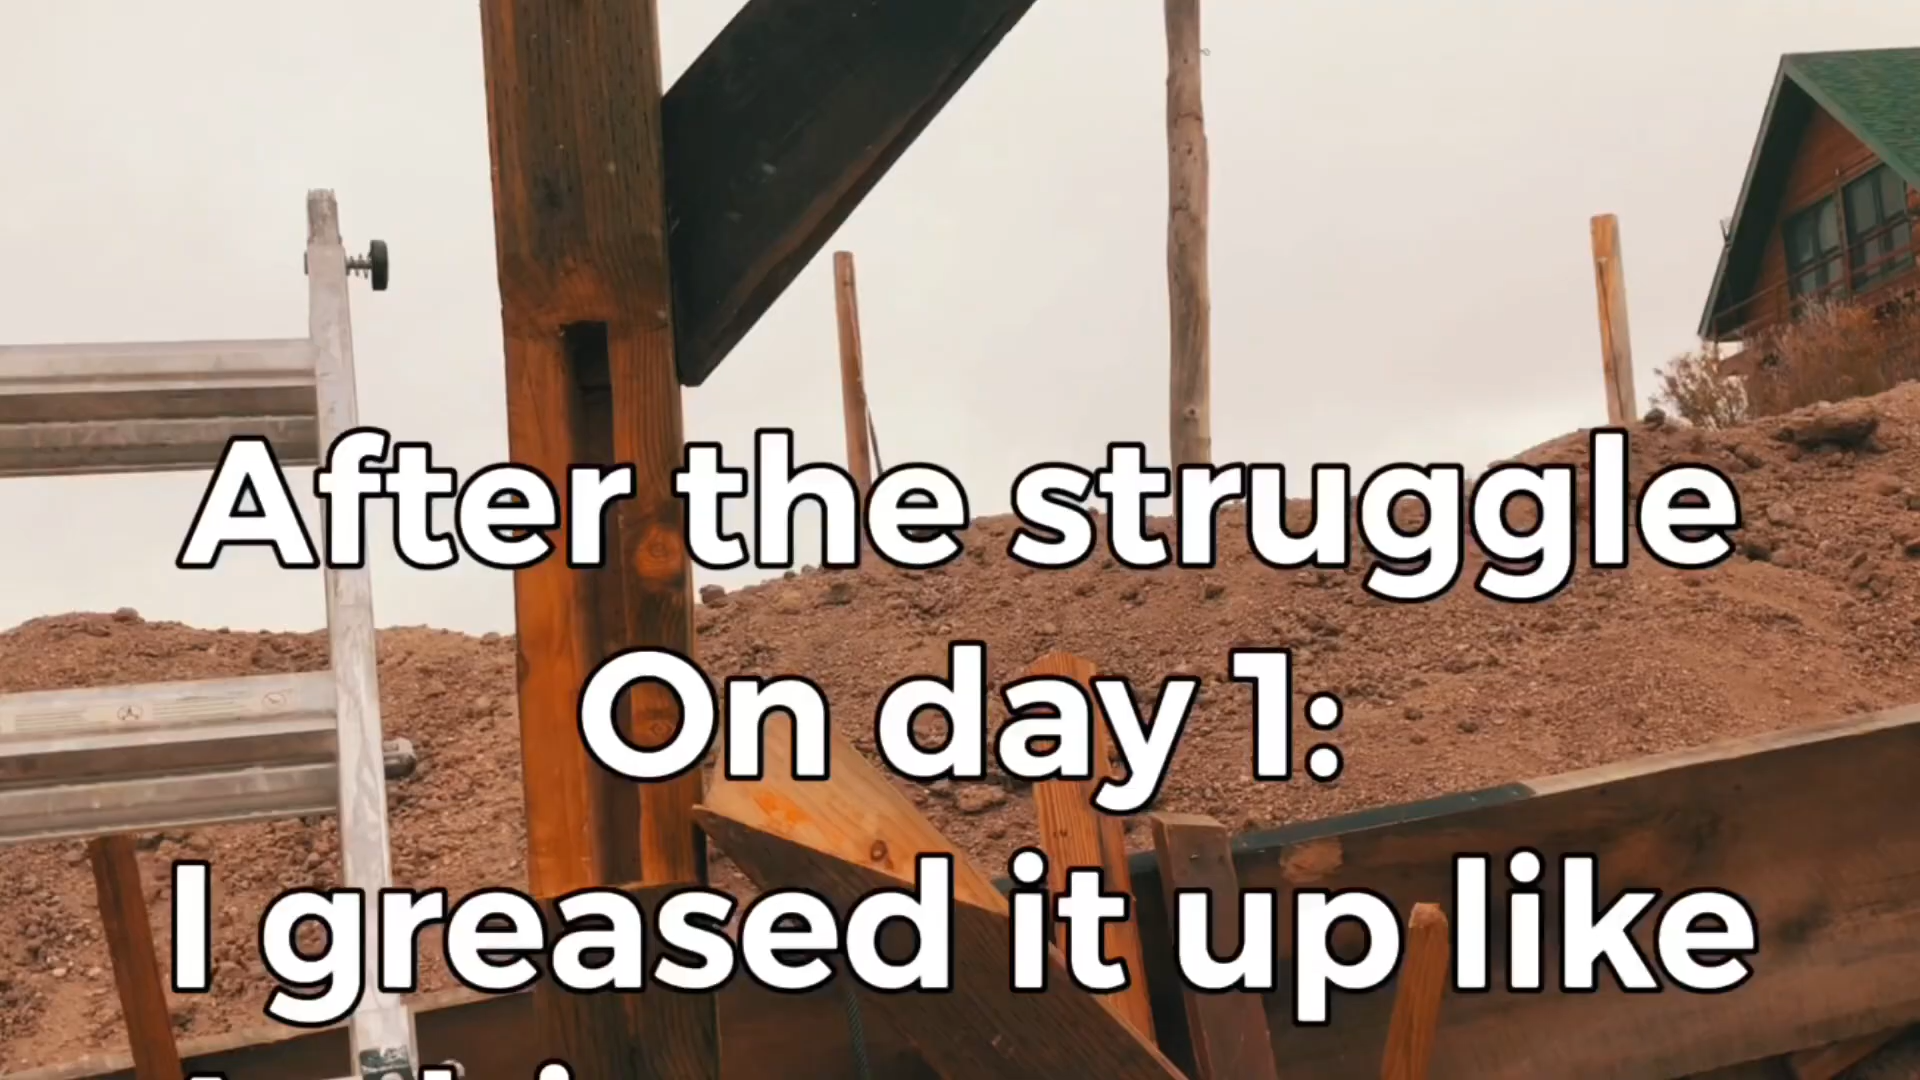 After the struggle
On day 1:
I greased it up like